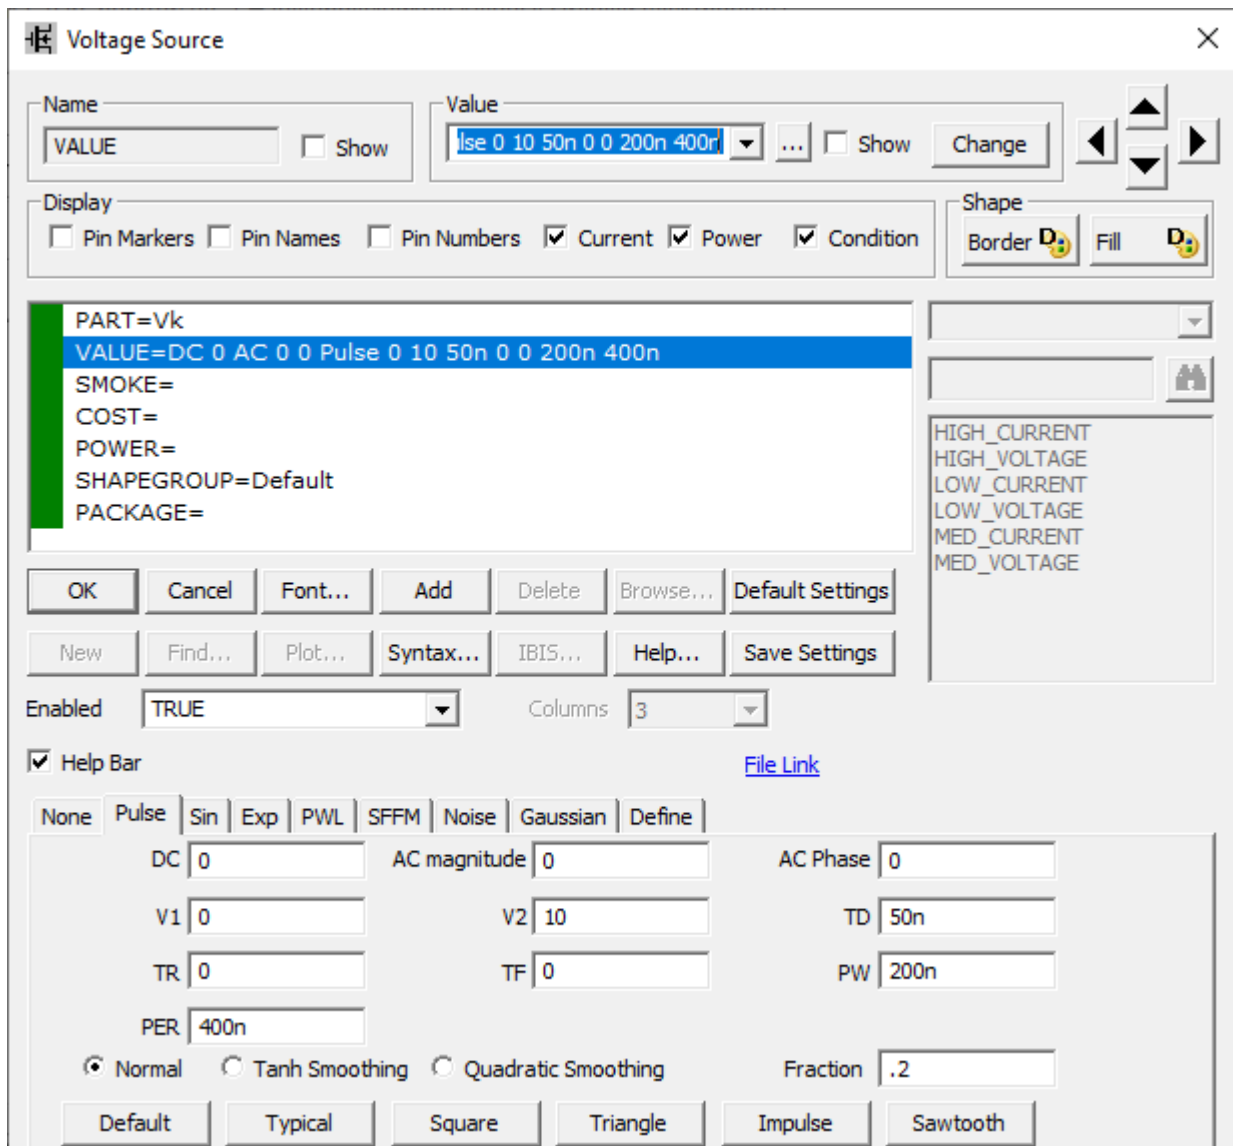 Voltage Source
Name
VALUE Show
Value
lse 0 10 50n 0 0 200n 400n ... Show Change
Display
Pin Markers Pin Names Pin Numbers Current Power Condition
Shape
Border Fill
PART=Vk
VALUE=DC 0 AC 0 0 Pulse 0 10 50n 0 0 200n 400n
SMOKE=
COST=
POWER=
SHAPEGROUP=Default
PACKAGE=
HIGH_CURRENT
HIGH_VOLTAGE
LOW_CURRENT
LOW_VOLTAGE
MED_CURRENT
MED_VOLTAGE
OK Cancel Font... Add Delete Browse... Default Settings
New Find... Plot... Syntax... IBIS... Help... Save Settings
Enabled TRUE Columns 3
Help Bar File Link
None Pulse Sin Exp PWL SFFM Noise Gaussian Define
DC 0 AC magnitude 0 AC Phase 0
V1 0 V2 10 TD 50n
TR 0 TF 0 PW 200n
PER 400n
Normal Tanh Smoothing Quadratic Smoothing Fraction .2
Default Typical Square Triangle Impulse Sawtooth